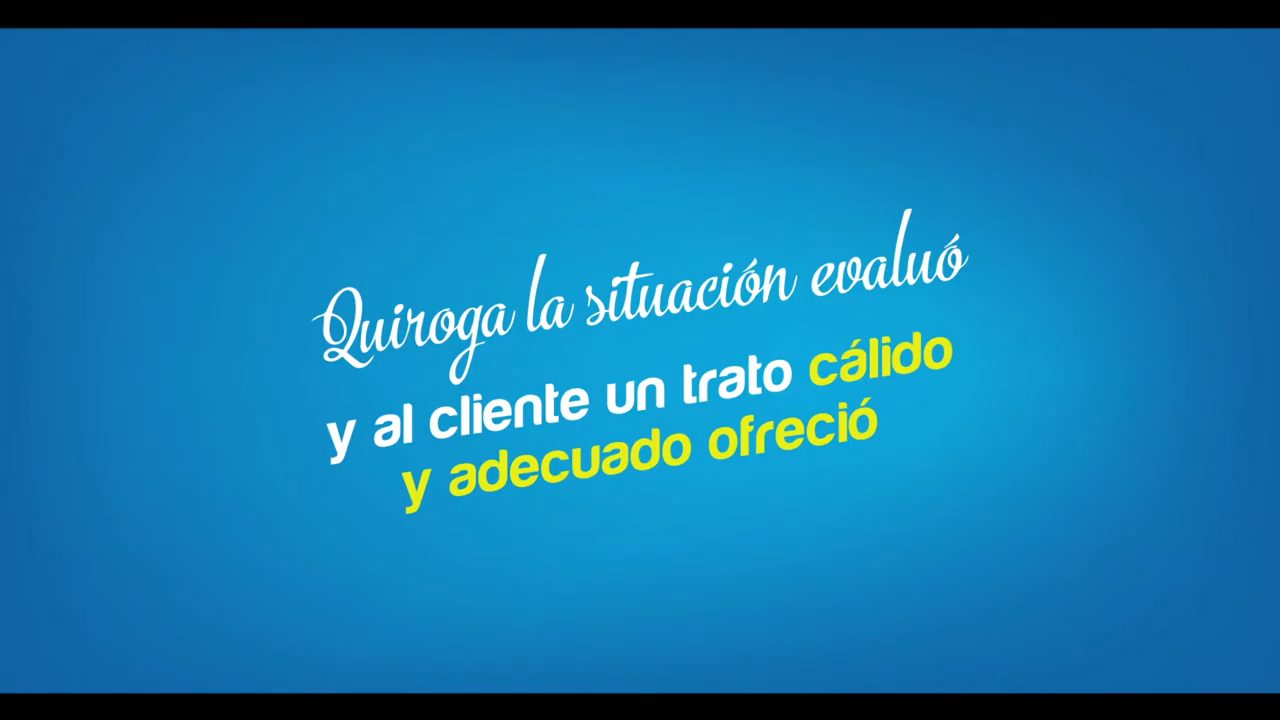 Quiroga la situación evaluó
y al cliente un trato cálido
y adecuado ofreció